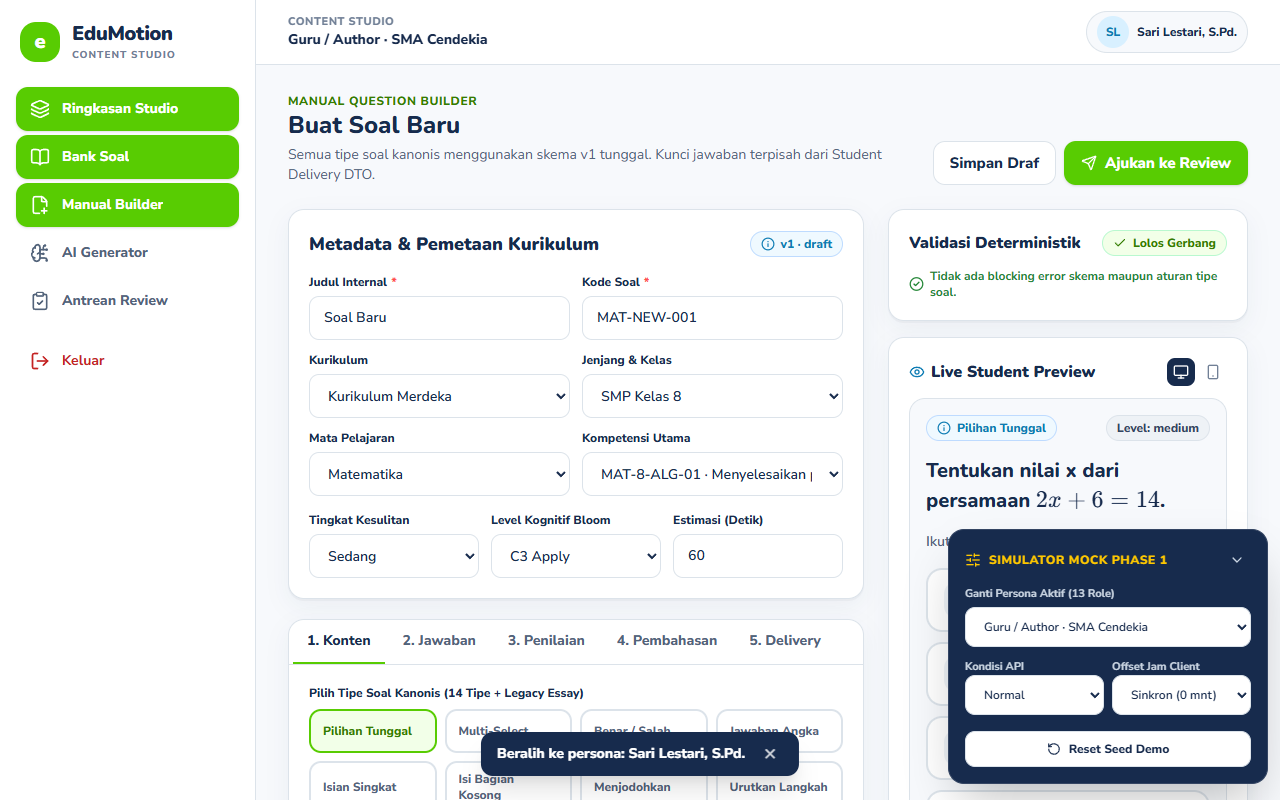 e
EduMotion
CONTENT STUDIO
Ringkasan Studio
Bank Soal
Manual Builder
AI Generator
Antrean Review
Keluar
CONTENT STUDIO
Guru / Author · SMA Cendekia
SL
Sari Lestari, S.Pd.
MANUAL QUESTION BUILDER
Buat Soal Baru
Semua tipe soal kanonis menggunakan skema v1 tunggal. Kunci jawaban terpisah dari Student
Delivery DTO.
Simpan Draf
Ajukan ke Review
Metadata & Pemetaan Kurikulum
v1 · draft
Judul Internal *
Kode Soal *
Soal Baru
MAT-NEW-001
Kurikulum
Jenjang & Kelas
Kurikulum Merdeka
SMP Kelas 8
Mata Pelajaran
Kompetensi Utama
Matematika
MAT-8-ALG-01 · Menyelesaikan
Tingkat Kesulitan
Level Kognitif Bloom
Estimasi (Detik)
Sedang
C3 Apply
60
1. Konten
2. Jawaban
3. Penilaian
4. Pembahasan
5. Delivery
Pilih Tipe Soal Kanonis (14 Tipe + Legacy Essay)
Pilihan Tunggal
Multi-Select
Benar / Salah
Jawaban Angka
Isian Singkat
Isi Bagian
Kosong
Menjodohkan
Urutkan Langkah
Beralih ke persona: Sari Lestari, S.Pd.
Validasi Deterministik
Lolos Gerbang
Tidak ada blocking error skema maupun aturan tipe
soal.
Live Student Preview
Pilihan Tunggal
Level: medium
Tentukan nilai x dari
persamaan 2x + 6 = 14.
SIMULATOR MOCK PHASE 1
Ganti Persona Aktif (13 Role)
Guru / Author · SMA Cendekia
Kondisi API
Offset Jam Client
Normal
Sinkron (0 mnt)
Reset Seed Demo